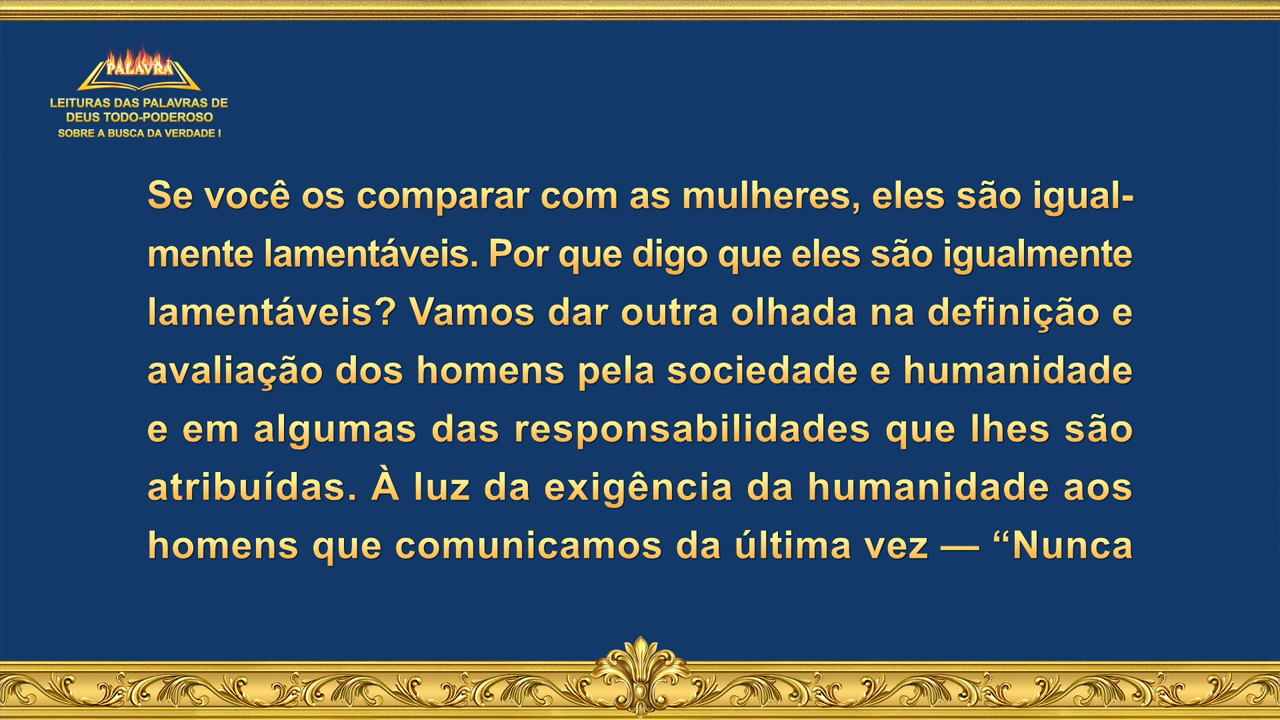 PALAVRA
LEITURAS DAS PALAVRAS DE
DEUS TODO-PODEROSO
SOBRE A BUSCA DA VERDADE I
Se você os comparar com as mulheres, eles são igual-
mente lamentáveis. Por que digo que eles são igualmente
lamentáveis? Vamos dar outra olhada na definição e
avaliação dos homens pela sociedade e humanidade
e em algumas das responsabilidades que lhes são
atribuídas. À luz da exigência da humanidade aos
homens que comunicamos da última vez — “Nunca